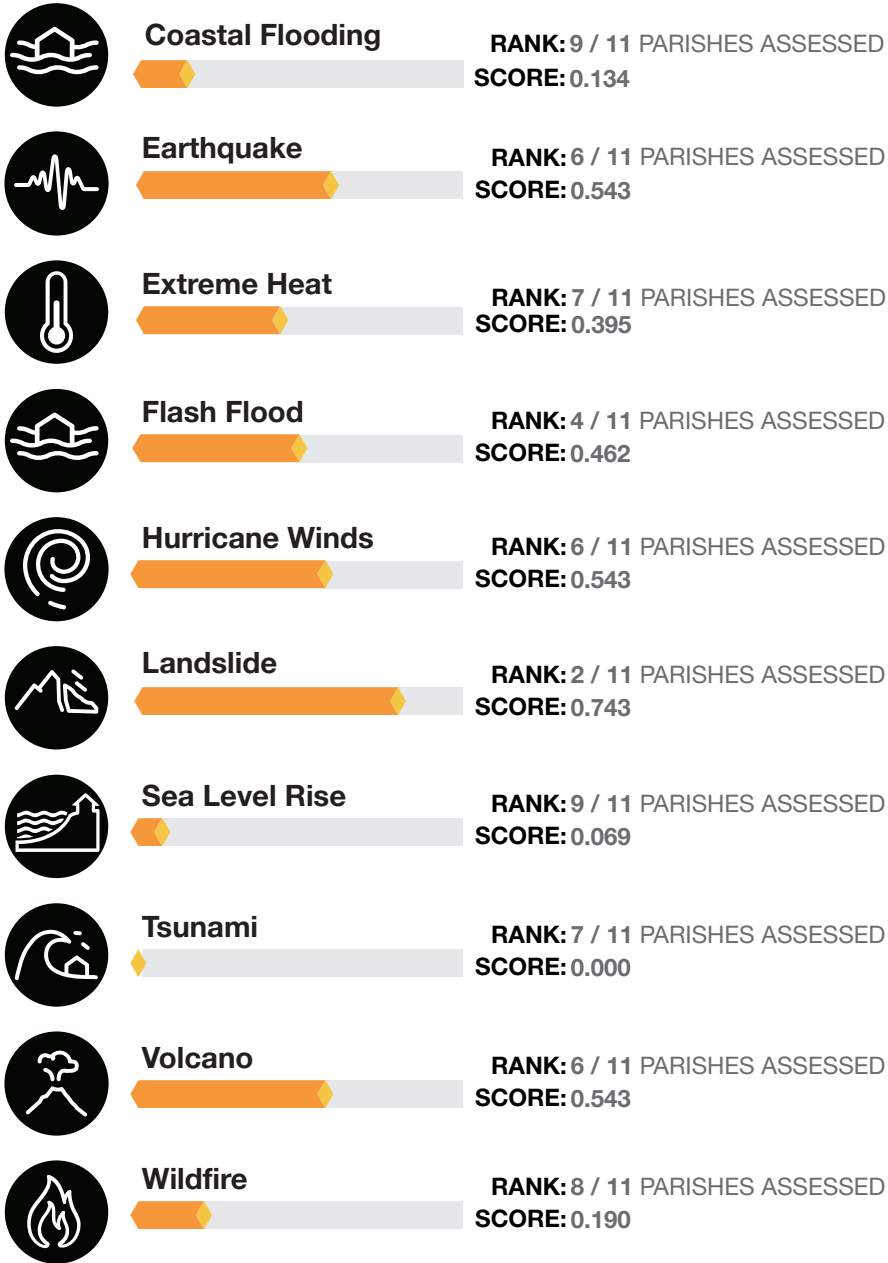 Coastal Flooding
RANK: 9 / 11 PARISHES ASSESSED
SCORE: 0.134
Earthquake
RANK: 6 / 11 PARISHES ASSESSED
SCORE: 0.543
Extreme Heat
RANK: 7 / 11 PARISHES ASSESSED
SCORE: 0.395
Flash Flood
RANK: 4 / 11 PARISHES ASSESSED
SCORE: 0.462
Hurricane Winds
RANK: 6 / 11 PARISHES ASSESSED
SCORE: 0.543
Landslide
RANK: 2 / 11 PARISHES ASSESSED
SCORE: 0.743
Sea Level Rise
RANK: 9 / 11 PARISHES ASSESSED
SCORE: 0.069
Tsunami
RANK: 7 / 11 PARISHES ASSESSED
SCORE: 0.000
Volcano
RANK: 6 / 11 PARISHES ASSESSED
SCORE: 0.543
Wildfire
RANK: 8 / 11 PARISHES ASSESSED
SCORE: 0.190